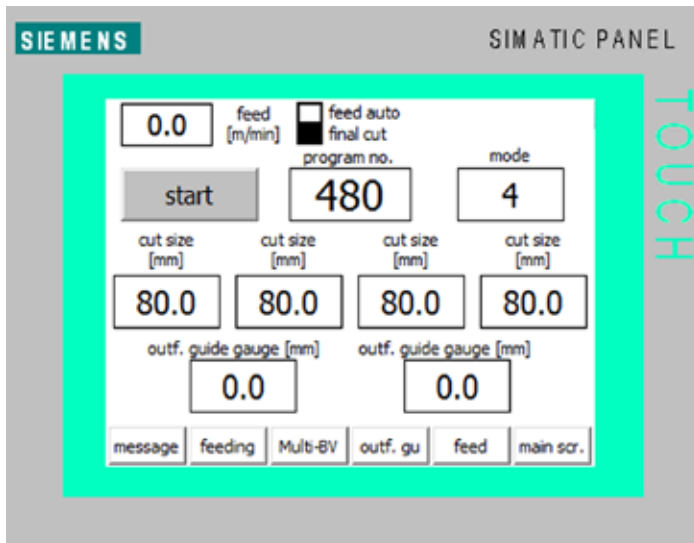 SIEMENS
SIMATIC PANEL
TOUCH
0.0
feed
[m/min]
feed auto
final cut
start
program no.
480
mode
4
cut size
[mm]
cut size
[mm]
cut size
[mm]
cut size
[mm]
80.0
80.0
80.0
80.0
outf. guide gauge [mm]
outf. guide gauge [mm]
0.0
0.0
message
feeding
Multi-BV
outf. gu
feed
main scr.